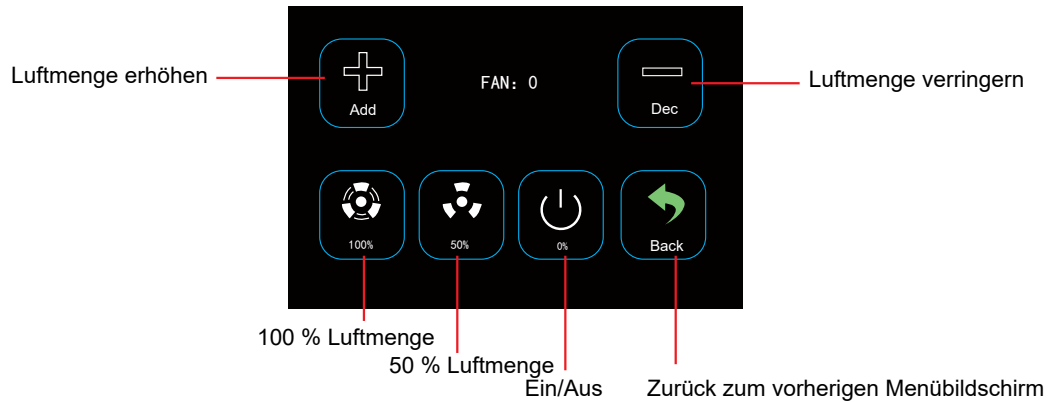 Luftmenge erhöhen
Add
FAN: 0
Dec
Luftmenge verringern
100%
50%
0%
Back
100 % Luftmenge
50 % Luftmenge
Ein/Aus
Zurück zum vorherigen Menübildschirm